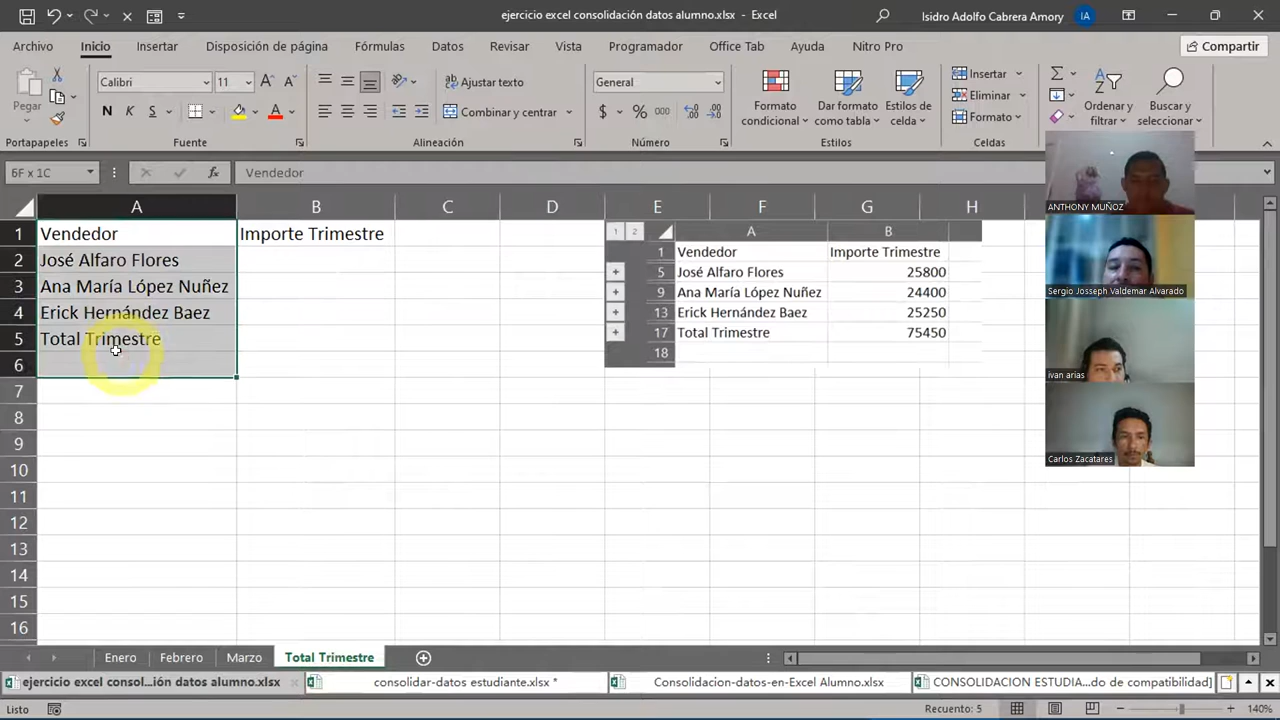 ejercicio excel consolidación datos alumno.xlsx - Excel
Isidro Adolfo Cabrera Amory IA
Archivo Inicio Insertar Disposición de página Fórmulas Datos Revisar Vista Programador Office Tab Ayuda Nitro Pro Compartir
Pegar
Calibri 11
N K S
Ajustar texto
Combinar y centrar
General
$ % 000
Formato condicional
Dar formato como tabla
Estilos de celda
Insertar
Eliminar
Formato
Ordenar y filtrar
Buscar y seleccionar
Portapapeles Fuente Alineación Número Estilos Celdas
6F x 1C fx Vendedor
A B C D E F G H
1 Vendedor Importe Trimestre
2 José Alfaro Flores
3 Ana María López Nuñez
4 Erick Hernández Baez
5 Total Trimestre
6
7
8
9
10
11
12
13
14
15
16
1 2 A B
1 Vendedor Importe Trimestre
+ 5 José Alfaro Flores 25800
+ 9 Ana María López Nuñez 24400
+ 13 Erick Hernández Baez 25250
+ 17 Total Trimestre 75450
18
ANTHONY MUÑOZ
Sergio Josseph Valdemar Alvarado
ivan arias
Carlos Zacatares
Enero Febrero Marzo Total Trimestre
ejercicio excel consol...ión datos alumno.xlsx consolidar-datos estudiante.xlsx * Consolidacion-datos-en-Excel Alumno.xlsx CONSOLIDACION ESTUDIA...do de compatibilidad]
Listo Recuento: 5 140%